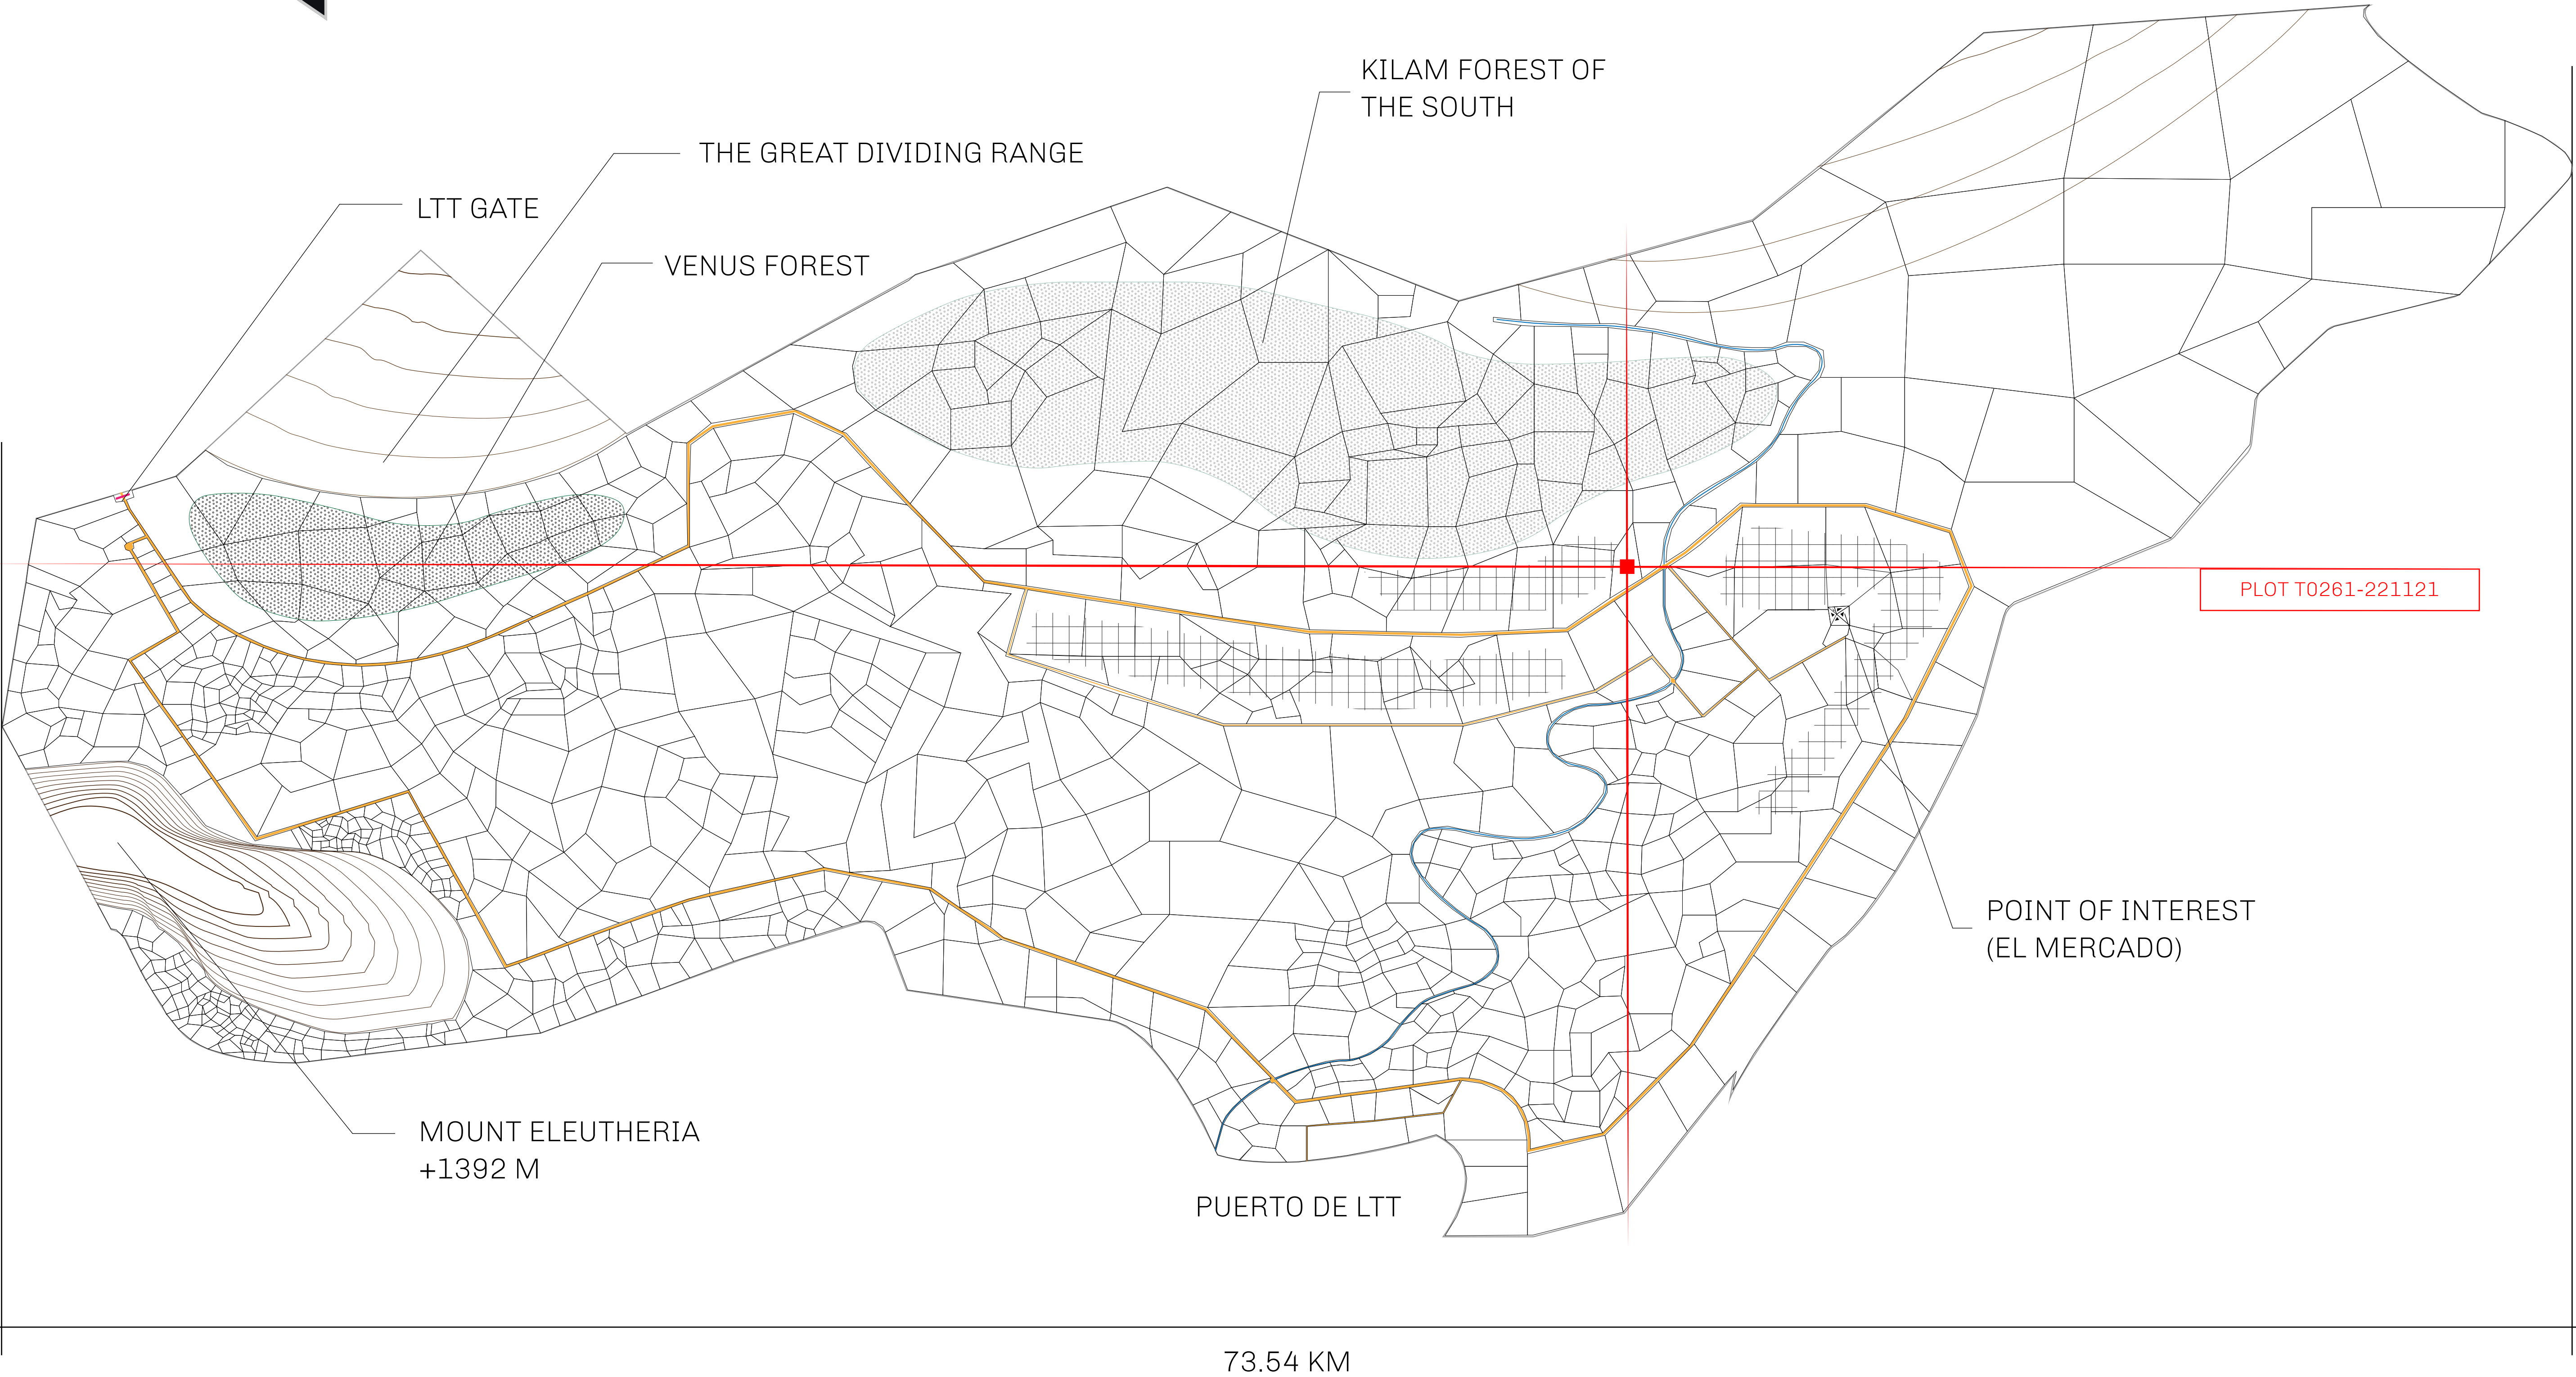 KILAM FOREST OF
THE SOUTH
THE GREAT DIVIDING RANGE
LTT GATE
VENUS FOREST
PLOT T0261-221121
POINT OF INTEREST
(EL MERCADO)
MOUNT ELEUTHERIA
+1392 M
PUERTO DE LTT
73.54 KM